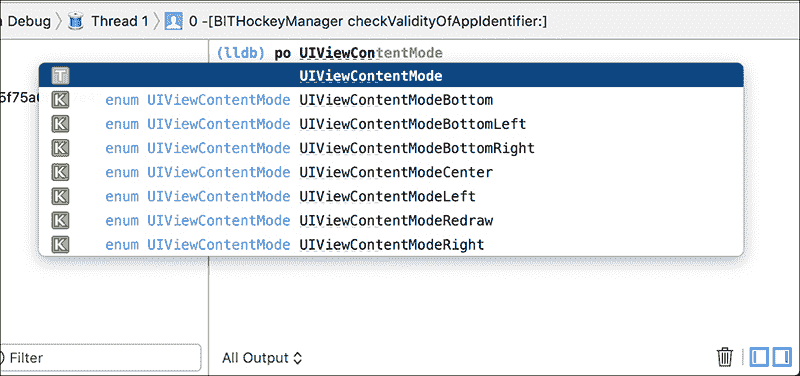 Debug Thread 1 0 -[BITHockeyManager checkValidityOfAppIdentifier:]
(lldb) po UIViewContentMode
T UIViewContentMode
5f75a
K enum UIViewContentMode UIViewContentModeBottom
K enum UIViewContentMode UIViewContentModeBottomLeft
K enum UIViewContentMode UIViewContentModeBottomRight
K enum UIViewContentMode UIViewContentModeCenter
K enum UIViewContentMode UIViewContentModeLeft
K enum UIViewContentMode UIViewContentModeRedraw
K enum UIViewContentMode UIViewContentModeRight
Filter
All Output